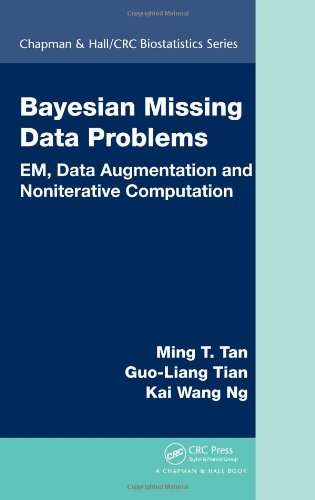 Chapman & Hall/CRC Biostatistics Series
Bayesian Missing
Data Problems
EM, Data Augmentation and
Noniterative Computation
Ming T. Tan
Guo-Liang Tian
Kai Wang Ng
CRC Press
Taylor & Francis Group
A CHAPMAN & HALL BOOK